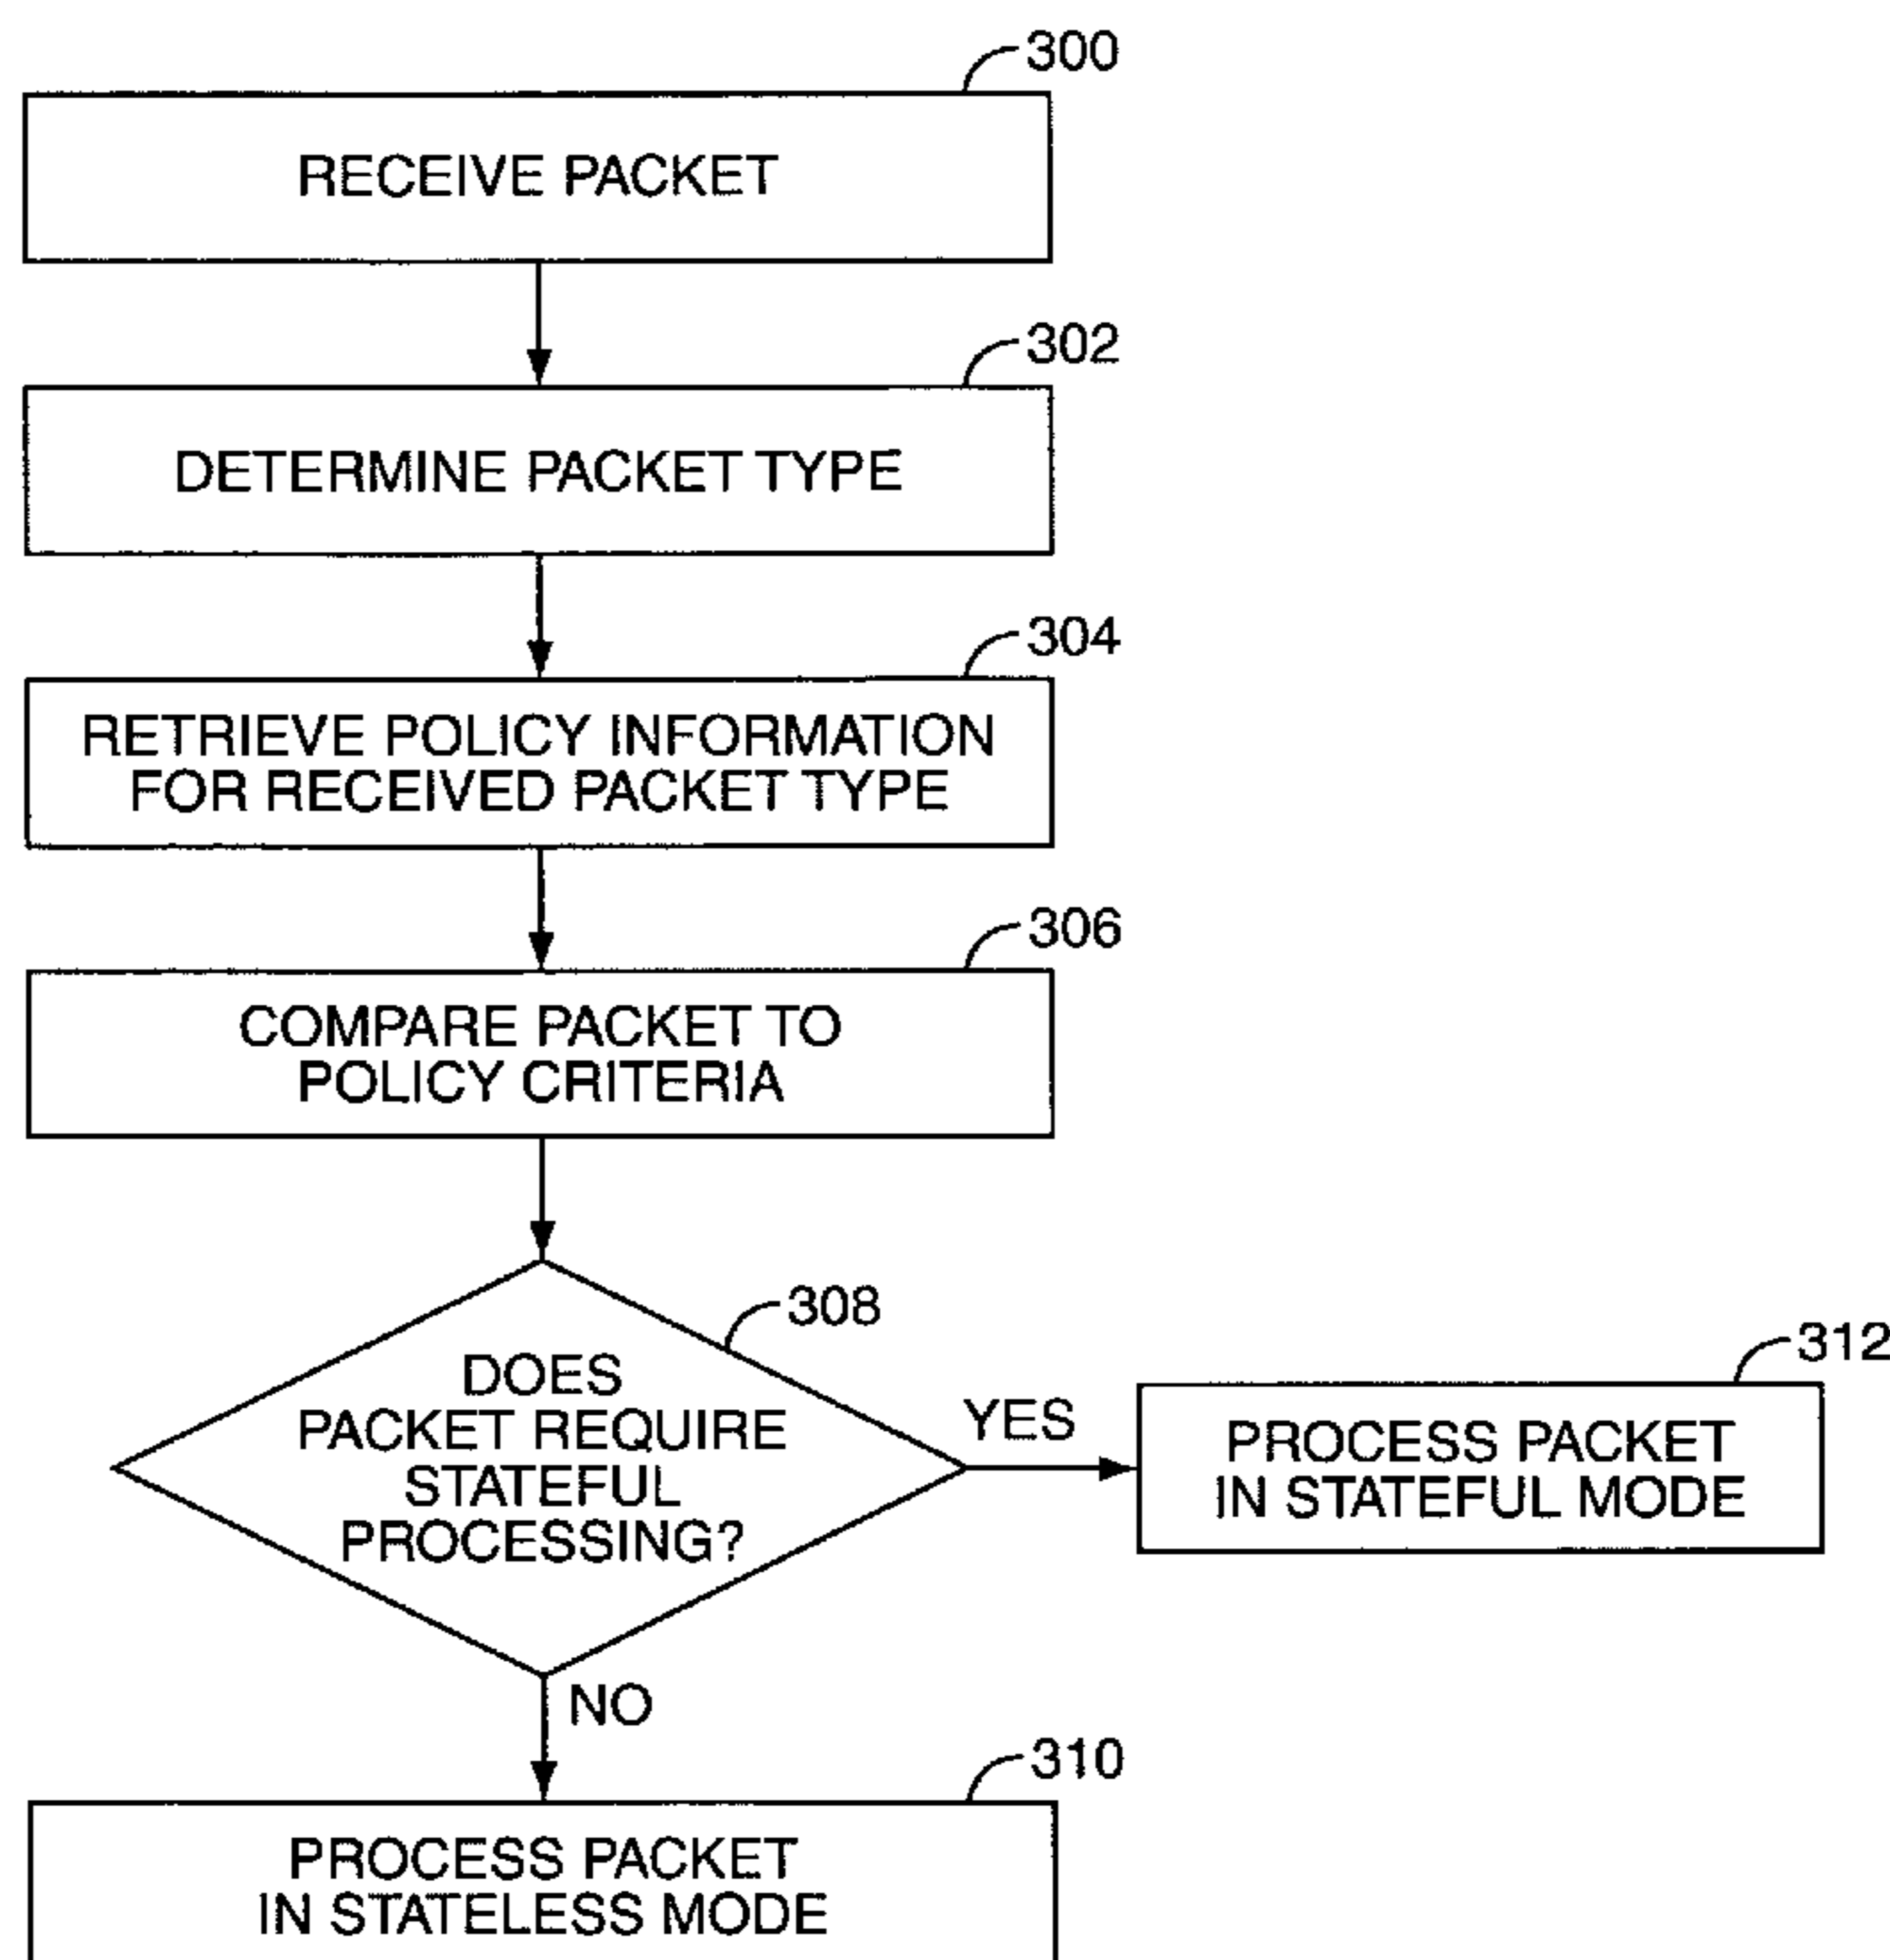 300
RECEIVE PACKET
302
DETERMINE PACKET TYPE
304
RETRIEVE POLICY INFORMATION
FOR RECEIVED PACKET TYPE
306
COMPARE PACKET TO
POLICY CRITERIA
308
DOES
PACKET REQUIRE
STATEFUL
PROCESSING?
YES
312
PROCESS PACKET
IN STATEFUL MODE
NO
310
PROCESS PACKET
IN STATELESS MODE